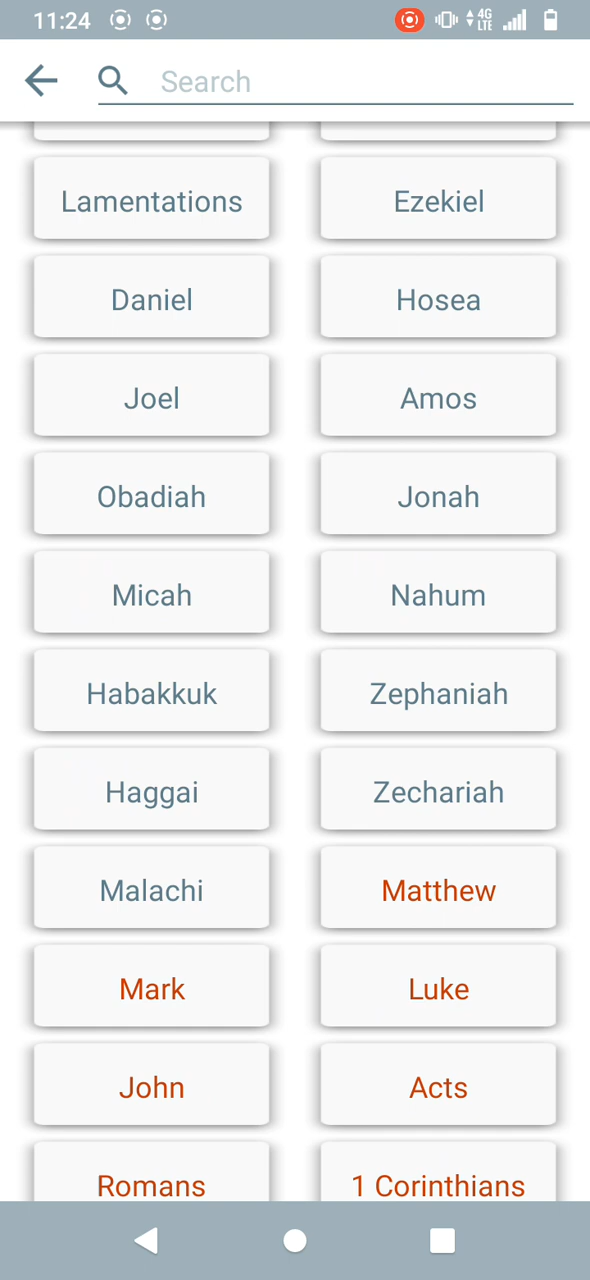 11:24 4G LTE
Search
Lamentations Ezekiel
Daniel Hosea
Joel Amos
Obadiah Jonah
Micah Nahum
Habakkuk Zephaniah
Haggai Zechariah
Malachi Matthew
Mark Luke
John Acts
Romans 1 Corinthians